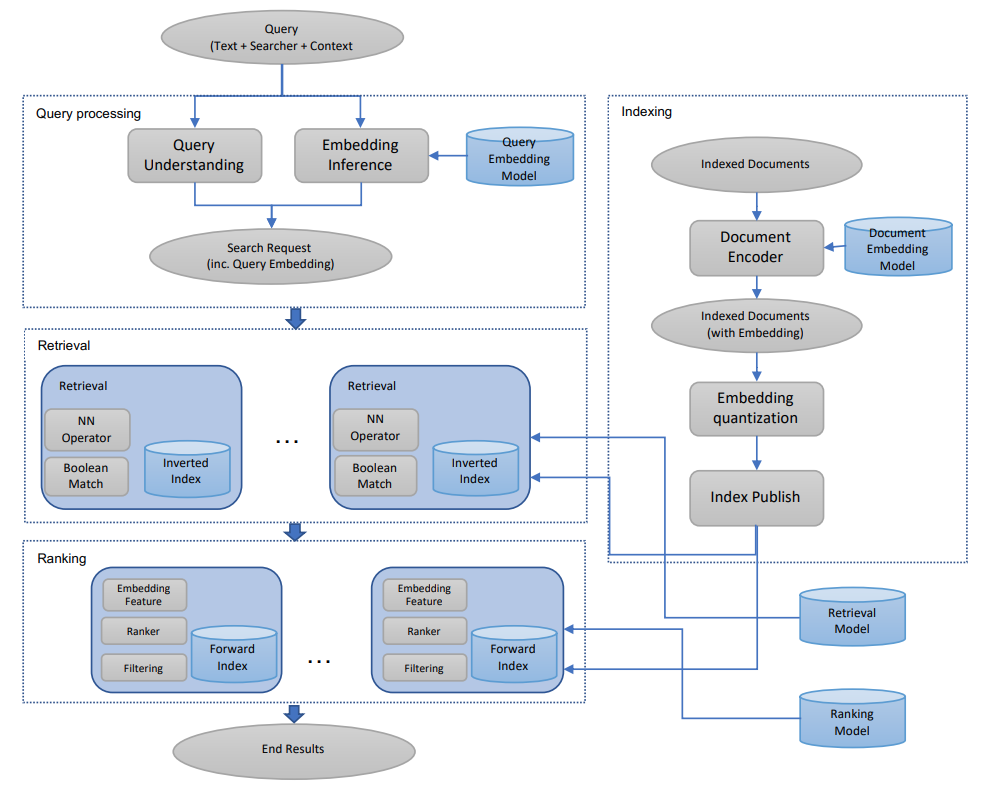 Query
(Text + Searcher + Context
Query processing
Query
Understanding
Embedding
Inference
Query
Embedding
Model
Search Request
(inc. Query Embedding)
Retrieval
Retrieval
NN
Operator
Boolean
Match
Inverted
Index
...
Retrieval
NN
Operator
Boolean
Match
Inverted
Index
Ranking
Embedding
Feature
Ranker
Filtering
Forward
Index
...
Embedding
Feature
Ranker
Filtering
Forward
Index
End Results
Indexing
Indexed Documents
Document
Encoder
Document
Embedding
Model
Indexed Documents
(with Embedding)
Embedding
quantization
Index Publish
Retrieval
Model
Ranking
Model